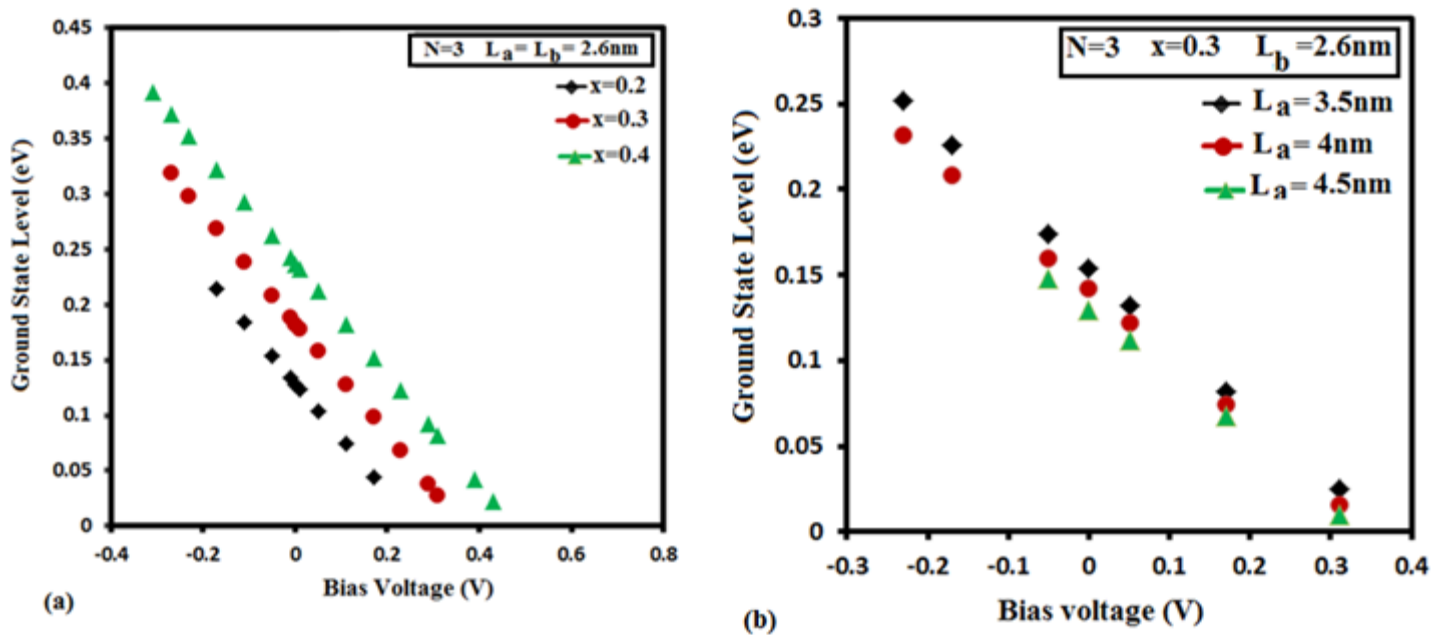 0.45
0.4
0.35
0.3
0.25
0.2
0.15
0.1
0.05
0
-0.4
-0.2
0
0.2
0.4
0.6
0.8
Ground State Level (eV)
Bias Voltage (V)
N=3 La= Lb= 2.6nm
x=0.2
x=0.3
x=0.4
(a)
0.3
0.25
0.2
0.15
0.1
0.05
0
-0.3
-0.2
-0.1
0
0.1
0.2
0.3
0.4
Ground State Level (eV)
Bias voltage (V)
N=3 x=0.3 Lb=2.6nm
La= 3.5nm
La= 4nm
La= 4.5nm
(b)